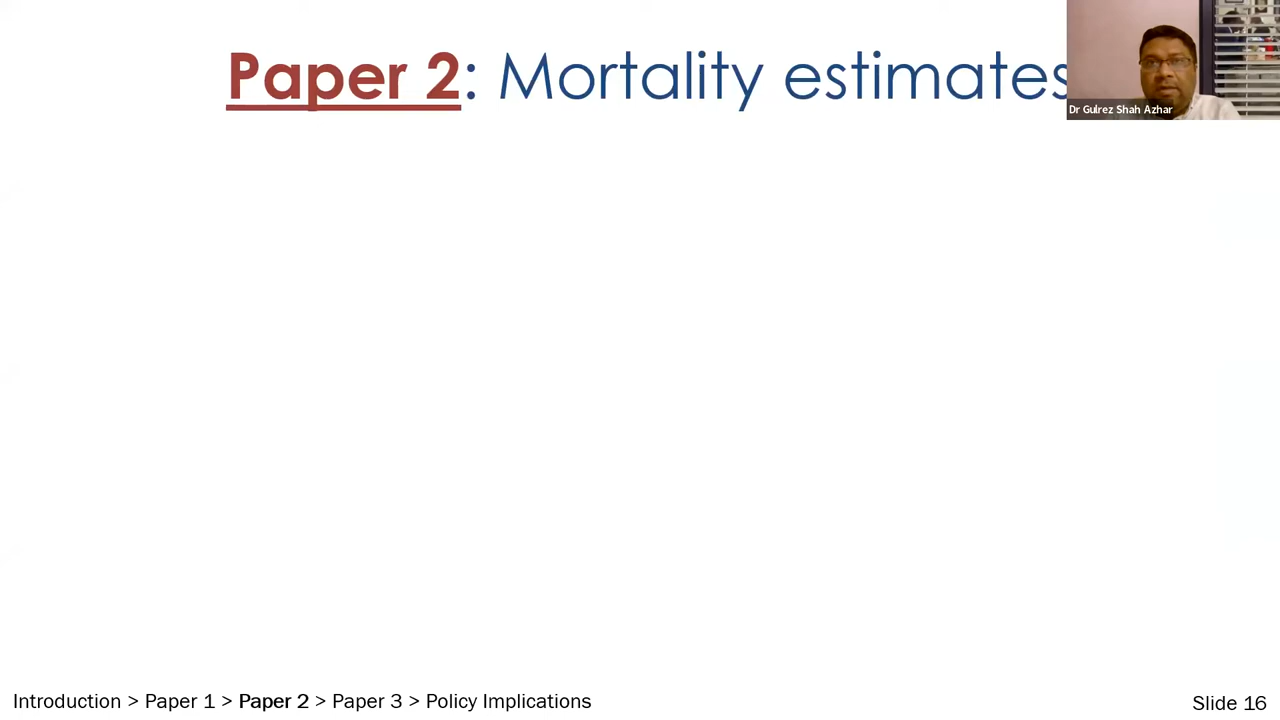 Paper 2: Mortality estimates
Dr Gulrez Shah Azhar
Introduction > Paper 1 > Paper 2 > Paper 3 > Policy Implications
Slide 16